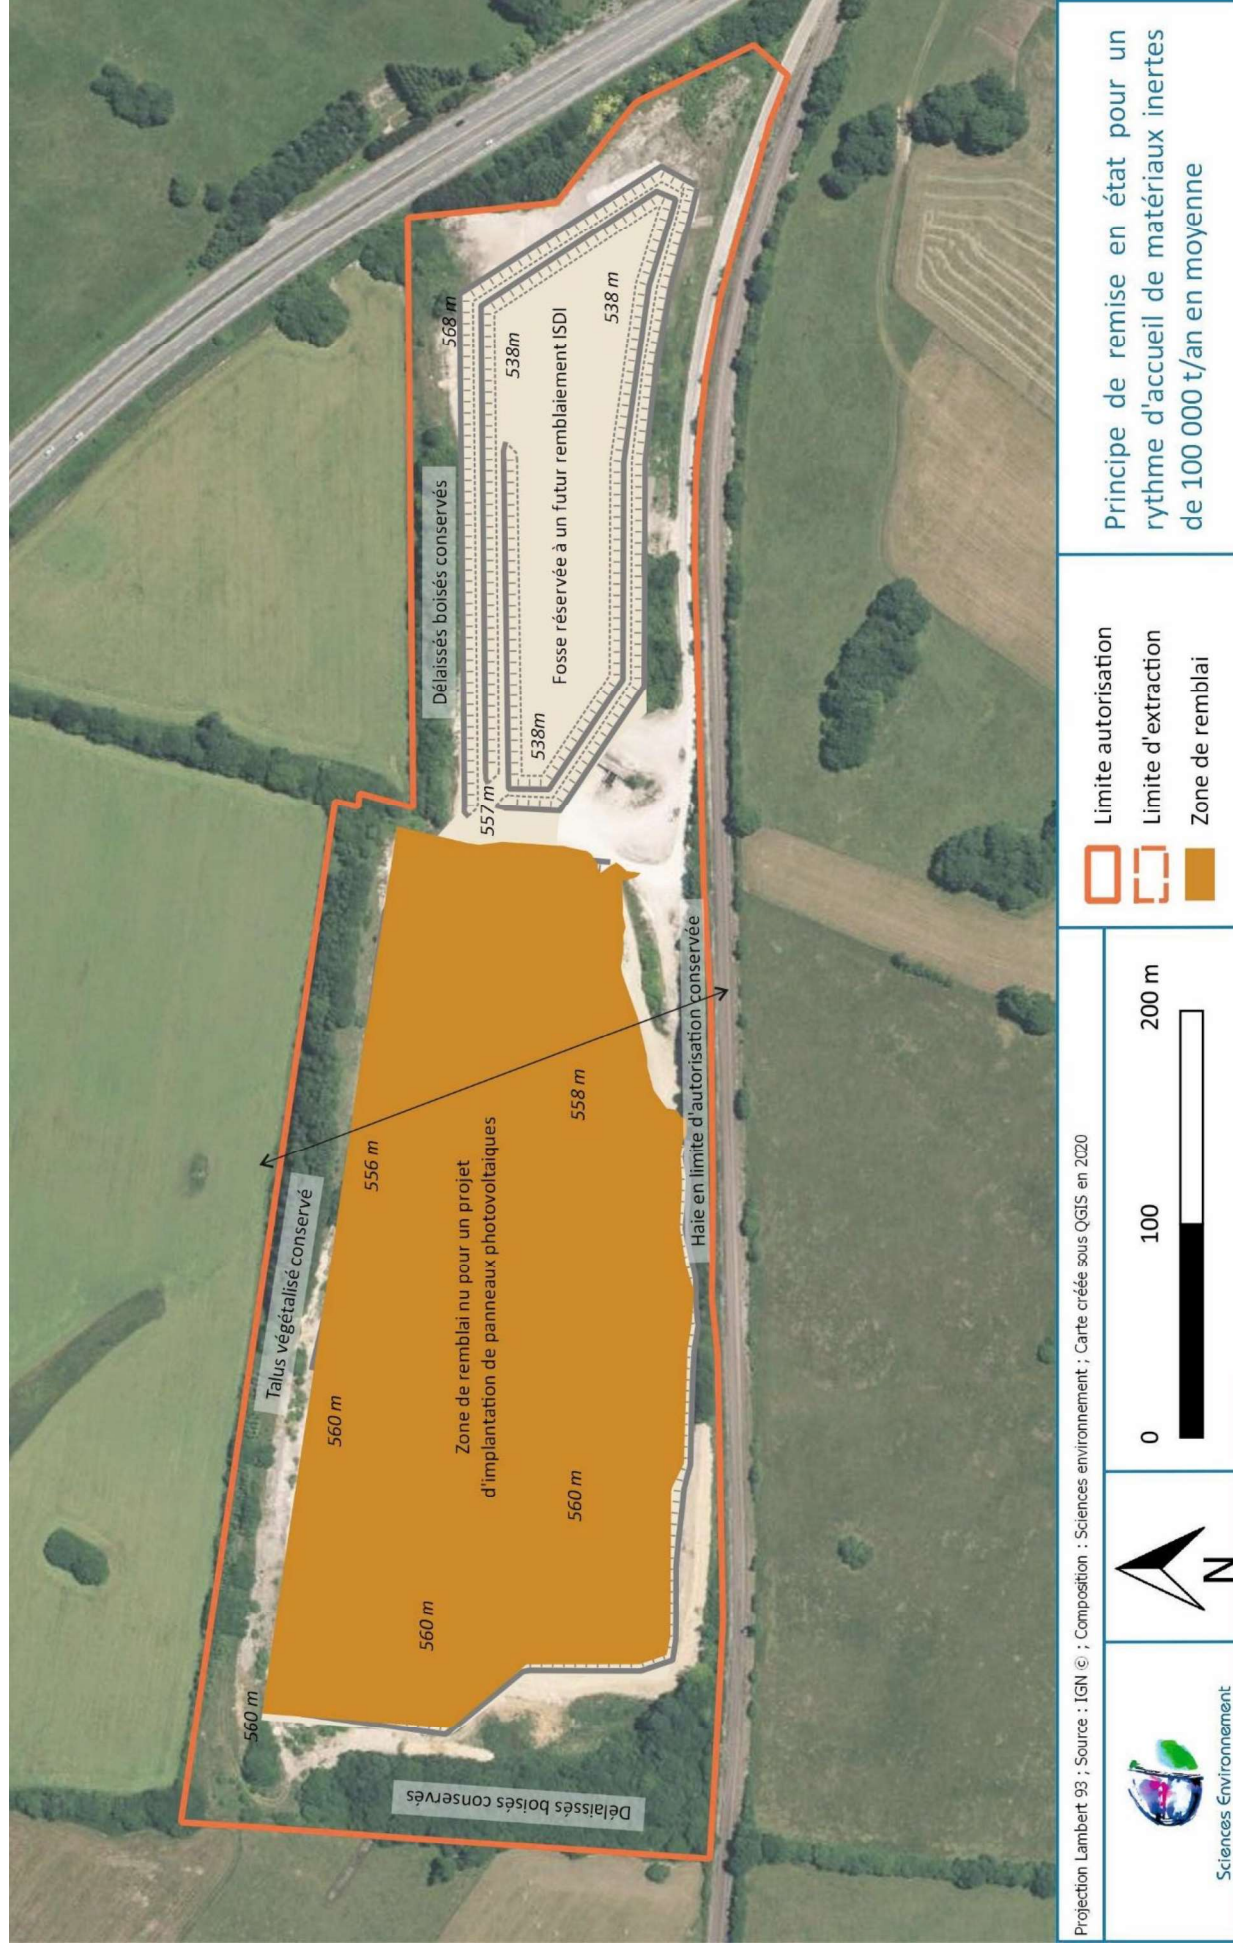 Délaissés boisés conservés
560 m
560 m
560 m
560 m
Talus végétalisé conservé
Zone de remblai nu pour un projet
d'implantation de panneaux photovoltaiques
556 m
558 m
Haie en limite d'autorisation conservée
557 m
538m
Délaissés boisés conservés
Fosse réservée à un futur remblaiement ISDI
568 m
538m
538 m
Projection Lambert 93 ; Source : IGN © ; Composition : Sciences environnement ; Carte créée sous QGIS en 2020
Sciences Environnement
N
0
100
200 m
Limite autorisation
Limite d'extraction
Zone de remblai
Principe de remise en état pour un
rythme d'accueil de matériaux inertes
de 100 000 t/an en moyenne